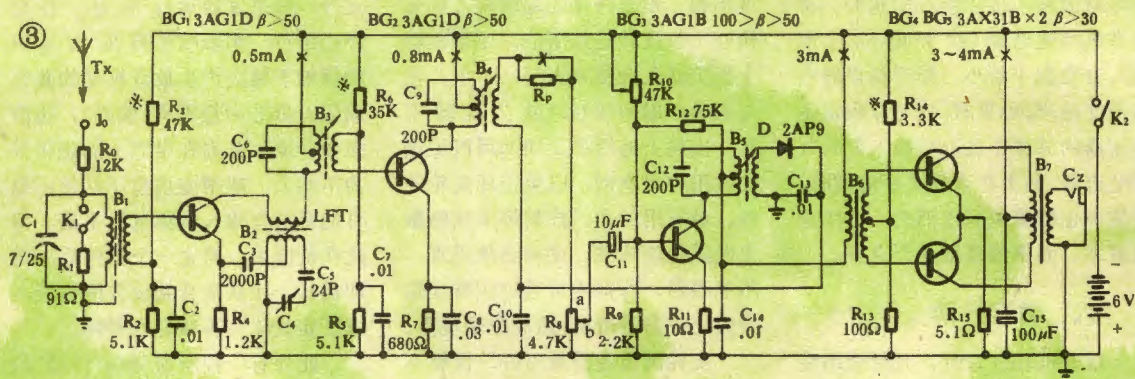 BG₁ 3AG1D β>50
BG₂ 3AG1D β>50
BG₃ 3AG1B 100>β>50
BG₄ BG₅ 3AX31B×2 β>30
③
Tx
J₀
R₀
12K
K₁
C₁
7/25
R₁
91Ω
B₁
※
47K
R₂
5.1K
C₂
.01
R₄
1.2K
C₃
2000P
C₄
C₅
24P
B₂
LFT
C₆
200P
0.5mA
B₃
※
R₆
35K
R₅
5.1K
C₇
.01
R₇
680Ω
C₈
.03
C₉
200P
0.8mA
B₄
Rp
C₁₀
.01
R₈
4.7K
a
b
10μF
C₁₁
R₁₀
47K
R₉
2.2K
R₁₂ 75K
C₁₂
200P
R₁₁
10Ω
B₅
D 2AP9
C₁₃
.01
C₁₄
.01
3mA
B₆
※
R₁₄
3.3K
R₁₃
100Ω
3~4mA
R₁₅
5.1Ω
C₁₅
100μF
B₇
Cz
K₂
−
6V
+